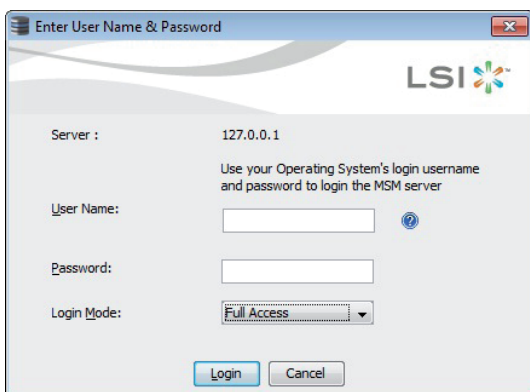 Enter User Name & Password
LSI™
Server : 127.0.0.1
Use your Operating System's login username
and password to login the MSM server
User Name:
Password:
Login Mode: Full Access
Login Cancel